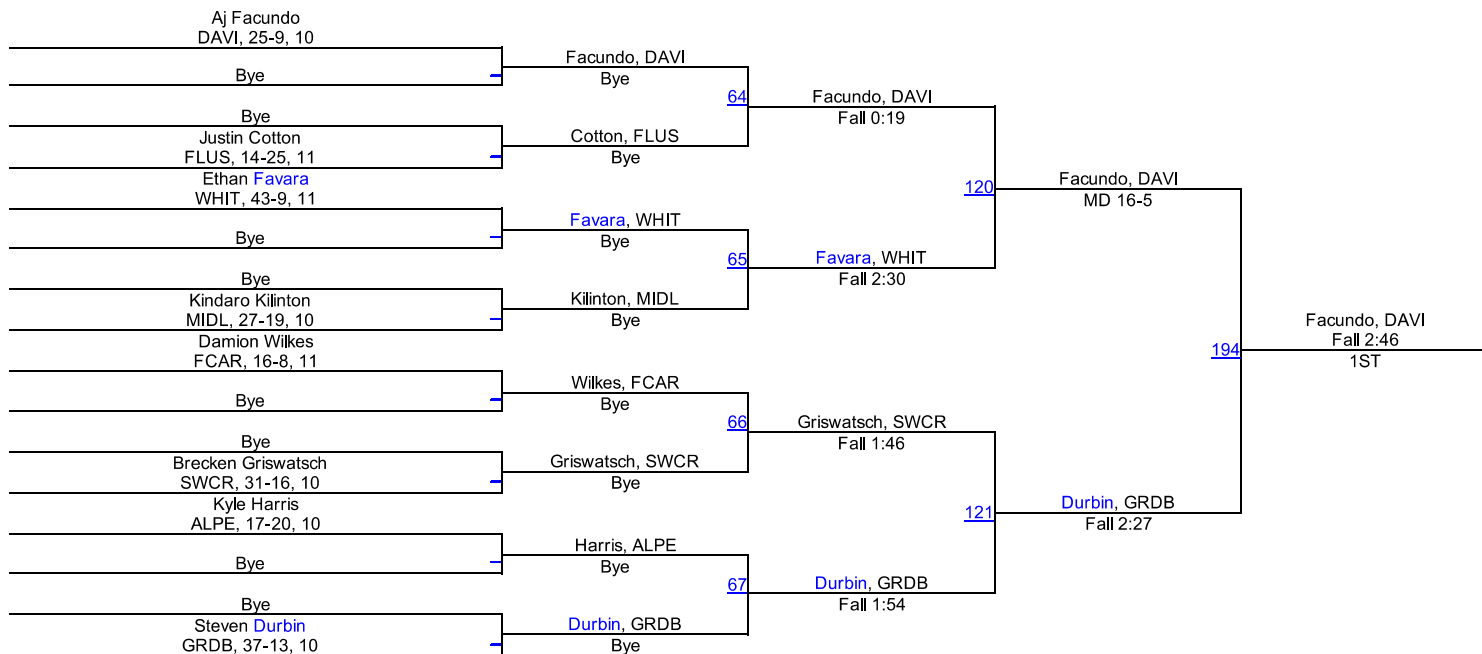 Aj Facundo
DAVI, 25-9, 10
Bye
Bye
Justin Cotton
FLUS, 14-25, 11
Ethan Favara
WHIT, 43-9, 11
Bye
Bye
Kindaro Kilinton
MIDL, 27-19, 10
Damion Wilkes
FCAR, 16-8, 11
Bye
Bye
Brecken Griswatsch
SWCR, 31-16, 10
Kyle Harris
ALPE, 17-20, 10
Bye
Bye
Steven Durbin
GRDB, 37-13, 10
Facundo, DAVI
Bye
64
Cotton, FLUS
Bye
Favara, WHIT
Bye
65
Kilinton, MIDL
Bye
Wilkes, FCAR
Bye
66
Griswatsch, SWCR
Bye
Harris, ALPE
Bye
67
Durbin, GRDB
Bye
Facundo, DAVI
Fall 0:19
120
Favara, WHIT
Fall 2:30
Griswatsch, SWCR
Fall 1:46
121
Durbin, GRDB
Fall 1:54
Facundo, DAVI
MD 16-5
194
Durbin, GRDB
Fall 2:27
Facundo, DAVI
Fall 2:46
1ST